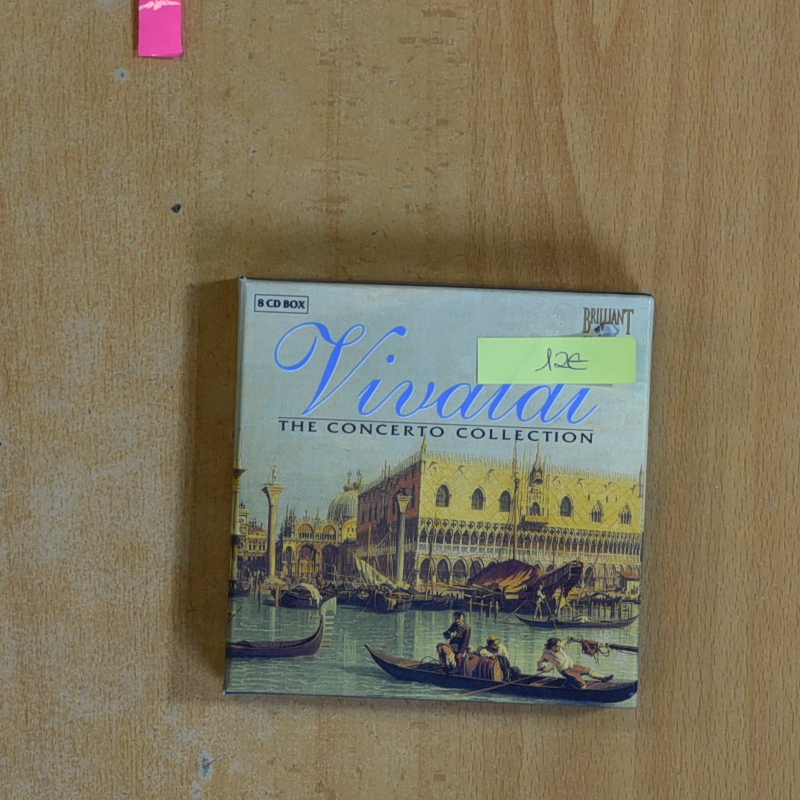 8 CD BOX
BRILLIANT
12€
Vivaldi
THE CONCERTO COLLECTION